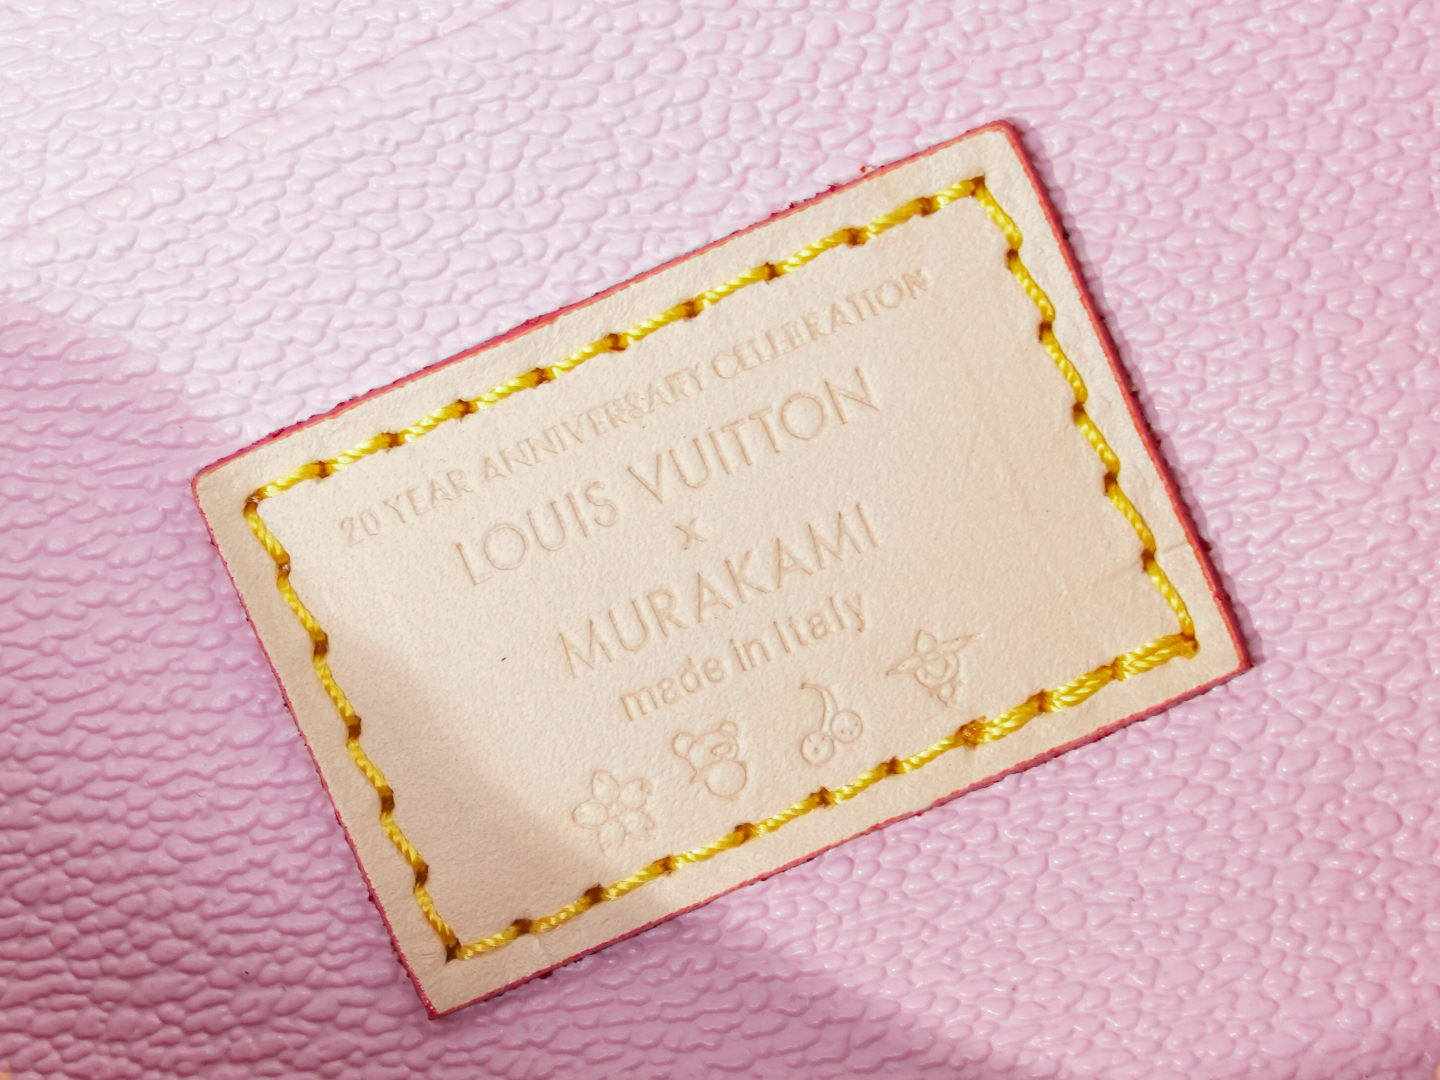 20 YEAR ANNIVERSARY CELEBRATION
LOUIS VUITTON
x
MURAKAMI
made in Italy